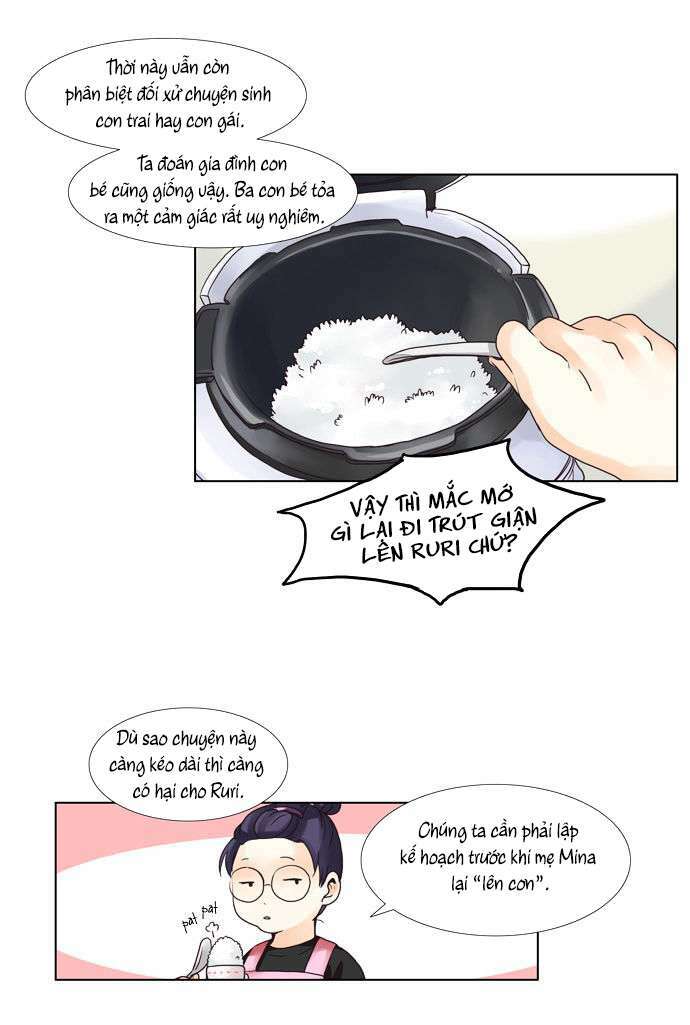 Thời này vẫn còn
phân biệt đối xử chuyện sinh
con trai hay con gái.
Ta đoán gia đình con
bé cũng giống vậy. Ba con bé tỏa
ra một cảm giác rất uy nghiêm.
VẬY THÌ MẮC MỚ
GÌ LẠI ĐI TRÚT GIẬN
LÊN RURI CHỨ?
Dù sao chuyện này
càng kéo dài thì càng
có hại cho Ruri.
Chúng ta cần phải lập
kế hoạch trước khi mẹ Mina
lại “lên cơn”.
pat pat